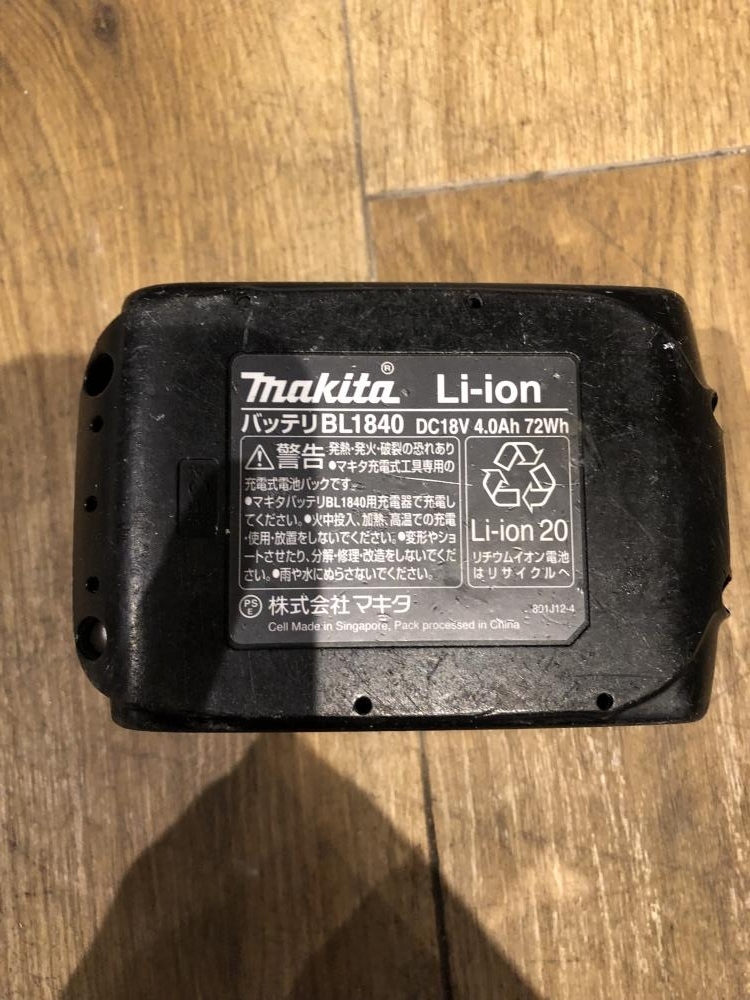 makita® Li-ion
バッテリBL1840 DC18V 4.0Ah 72Wh
⚠警告 発熱・発火・破裂の恐れあり
●マキタ充電式工具専用の
充電式電池パックです。
●マキタバッテリBL1840用充電器で充電し
てください。●火中投入、加熱、高温での充電
・使用・放置をしないでください。●変形やショ
ートさせたり、分解・修理・改造をしないでくだ
さい。●雨や水にぬらさないでください。
Li-ion 20
リチウムイオン電池
はリサイクルへ
PSE 株式会社マキタ
801J12-4
Cell Made in Singapore, Pack processed in China